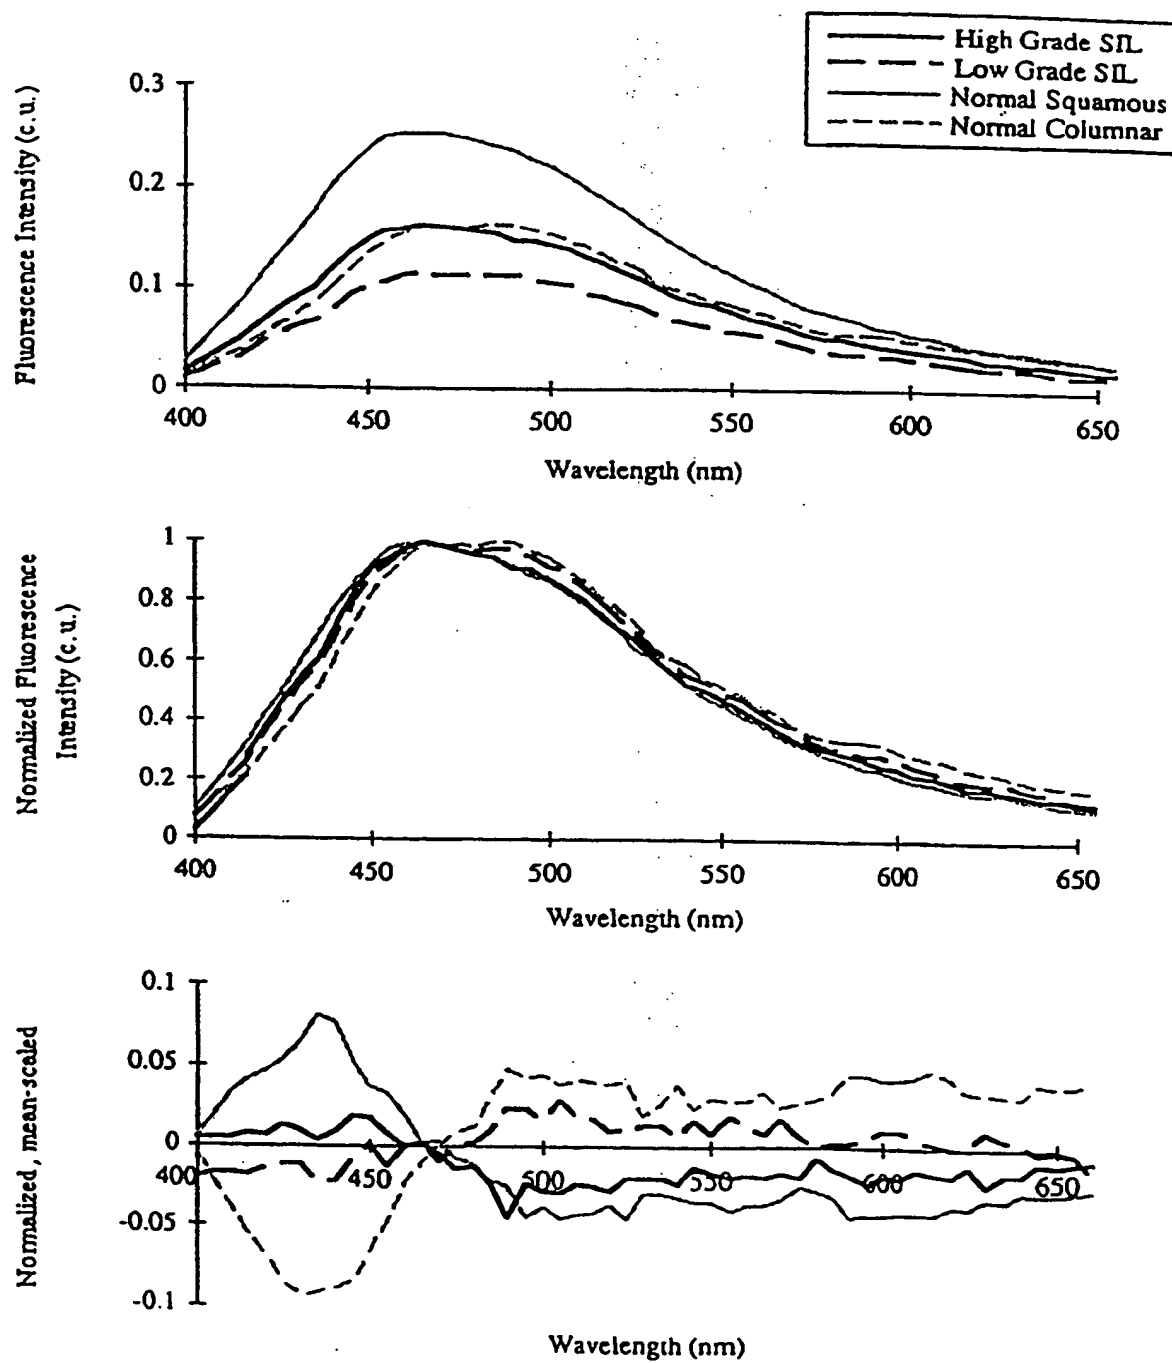 High Grade SIL
Low Grade SIL
Normal Squamous
Normal Columnar
Fluorescence Intensity (c.u.)
0.3
0.2
0.1
0
400 450 500 550 600 650
Wavelength (nm)
Normalized Fluorescence
Intensity (c.u.)
1
0.8
0.6
0.4
0.2
0
400 450 500 550 600 650
Wavelength (nm)
Normalized, mean-scaled
0.1
0.05
0
-0.05
-0.1
400 450 500 550 600 650
Wavelength (nm)